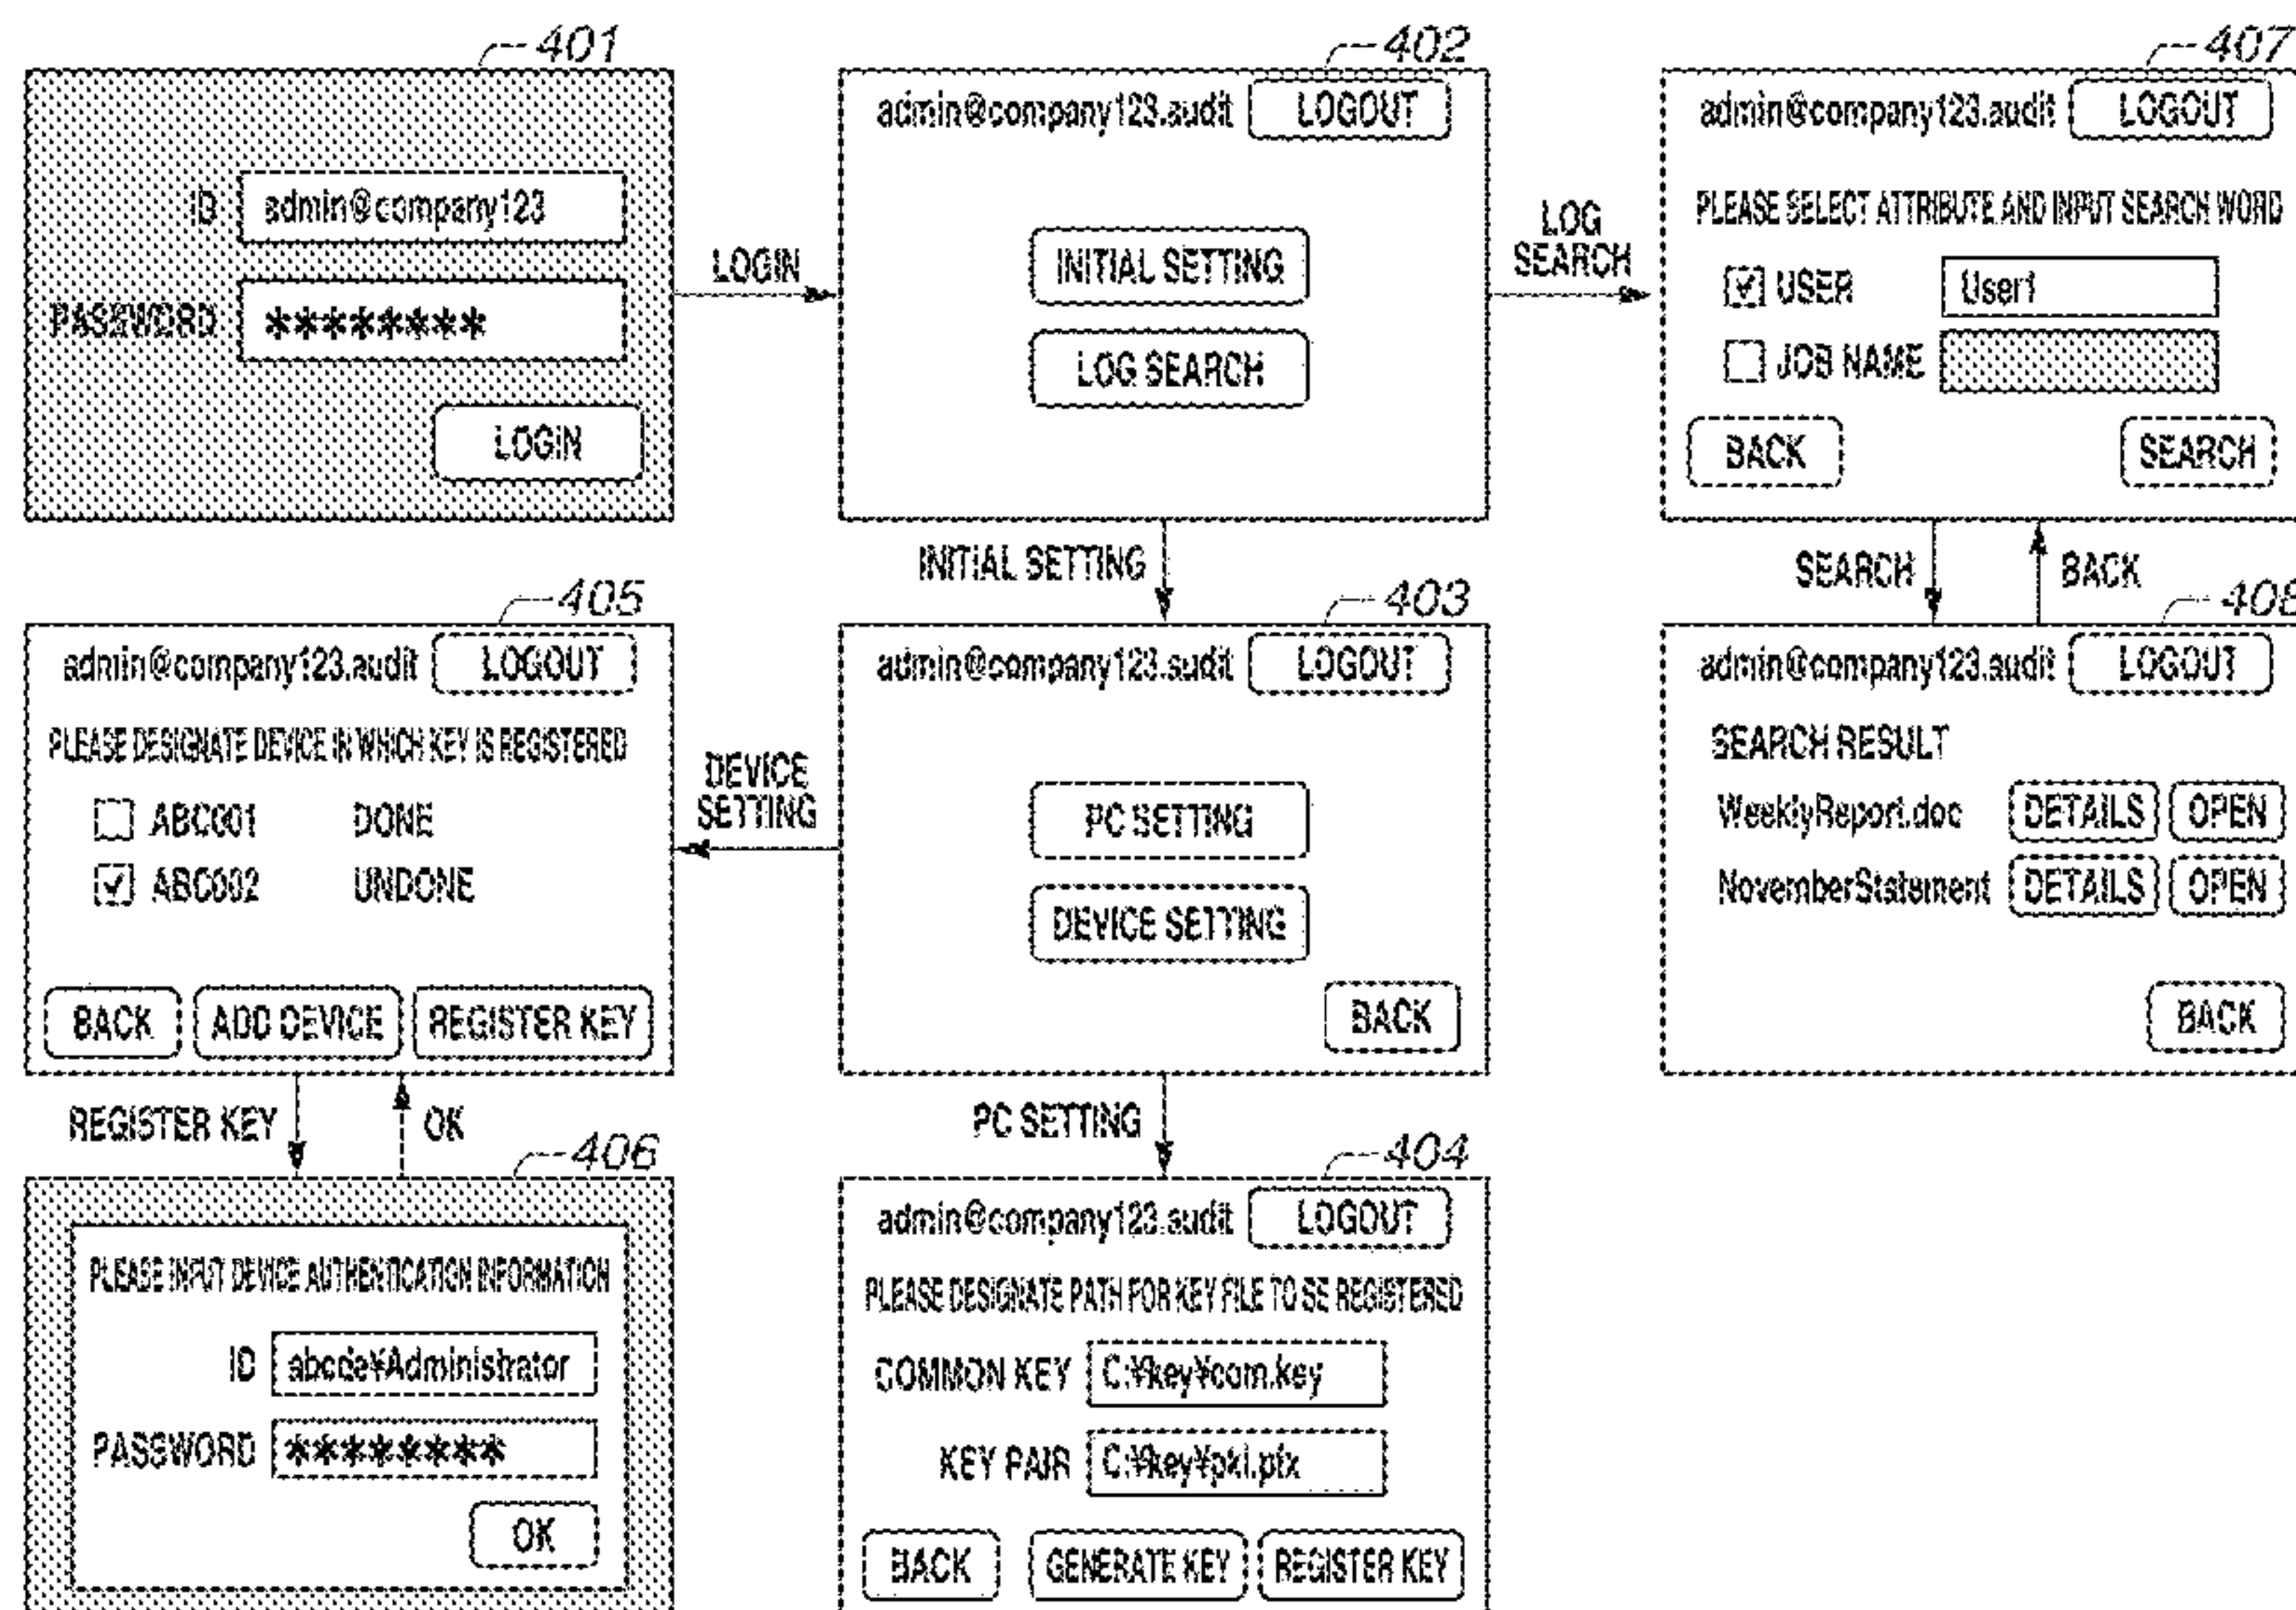 401
ID admin@company123
PASSWORD ********
LOGIN
LOGIN
402
admin@company123.audit LOGOUT
INITIAL SETTING
LOG SEARCH
LOG
SEARCH
407
admin@company123.audit LOGOUT
PLEASE SELECT ATTRIBUTE AND INPUT SEARCH WORD
USER User1
JOB NAME
BACK SEARCH
INITIAL SETTING
SEARCH BACK
405
admin@company123.audit LOGOUT
PLEASE DESIGNATE DEVICE IN WHICH KEY IS REGISTERED
ABC001 DONE
ABC002 UNDONE
BACK ADD DEVICE REGISTER KEY
DEVICE
SETTING
403
admin@company123.audit LOGOUT
PC SETTING
DEVICE SETTING
BACK
408
admin@company123.audit LOGOUT
SEARCH RESULT
WeeklyReport.doc DETAILS OPEN
NovemberStatement DETAILS OPEN
BACK
REGISTER KEY OK
PC SETTING
406
PLEASE INPUT DEVICE AUTHENTICATION INFORMATION
ID abcde¥Administrator
PASSWORD ********
OK
404
admin@company123.audit LOGOUT
PLEASE DESIGNATE PATH FOR KEY FILE TO BE REGISTERED
COMMON KEY C:¥key¥com.key
KEY PAIR C:¥key¥pki.pfx
BACK GENERATE KEY REGISTER KEY